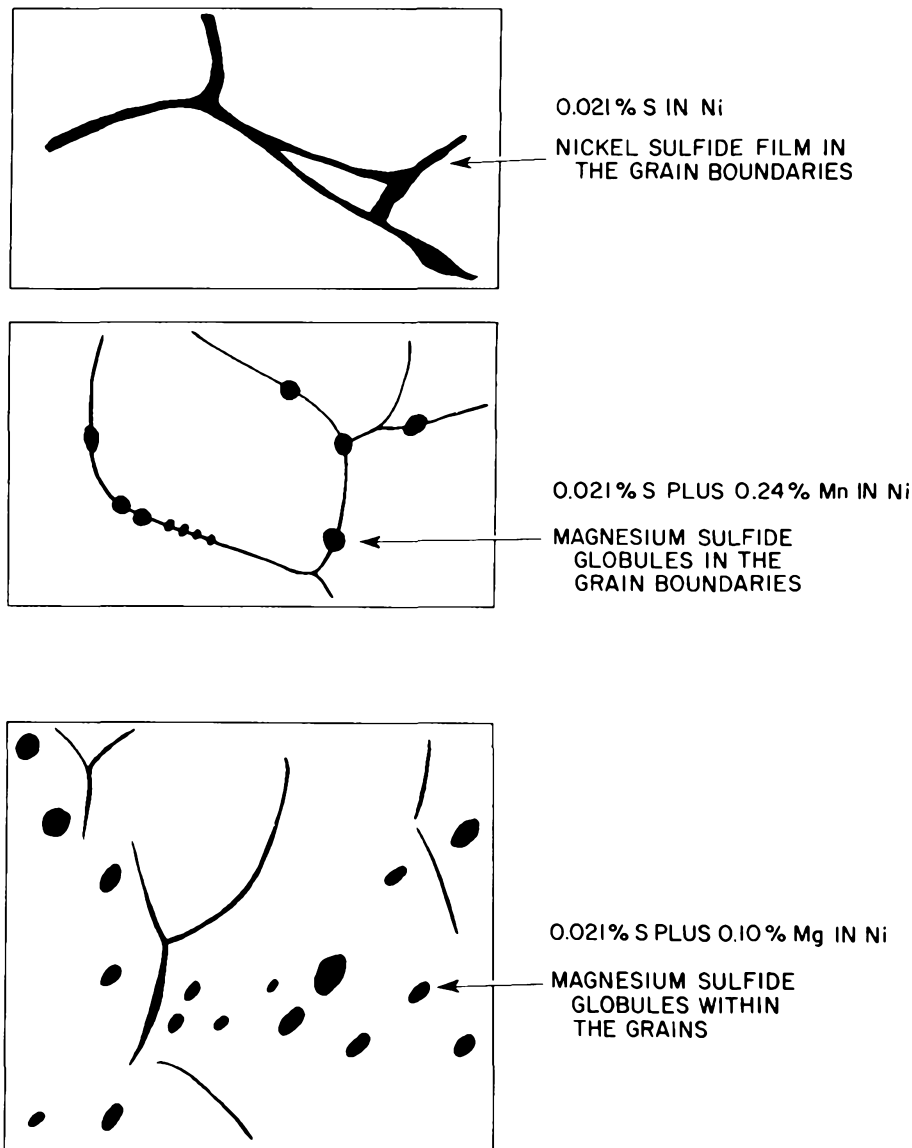 0.021% S IN Ni
NICKEL SULFIDE FILM IN
THE GRAIN BOUNDARIES
0.021% S PLUS 0.24% Mn IN Ni
MAGNESIUM SULFIDE
GLOBULES IN THE
GRAIN BOUNDARIES
0.021% S PLUS 0.10% Mg IN Ni
MAGNESIUM SULFIDE
GLOBULES WITHIN
THE GRAINS